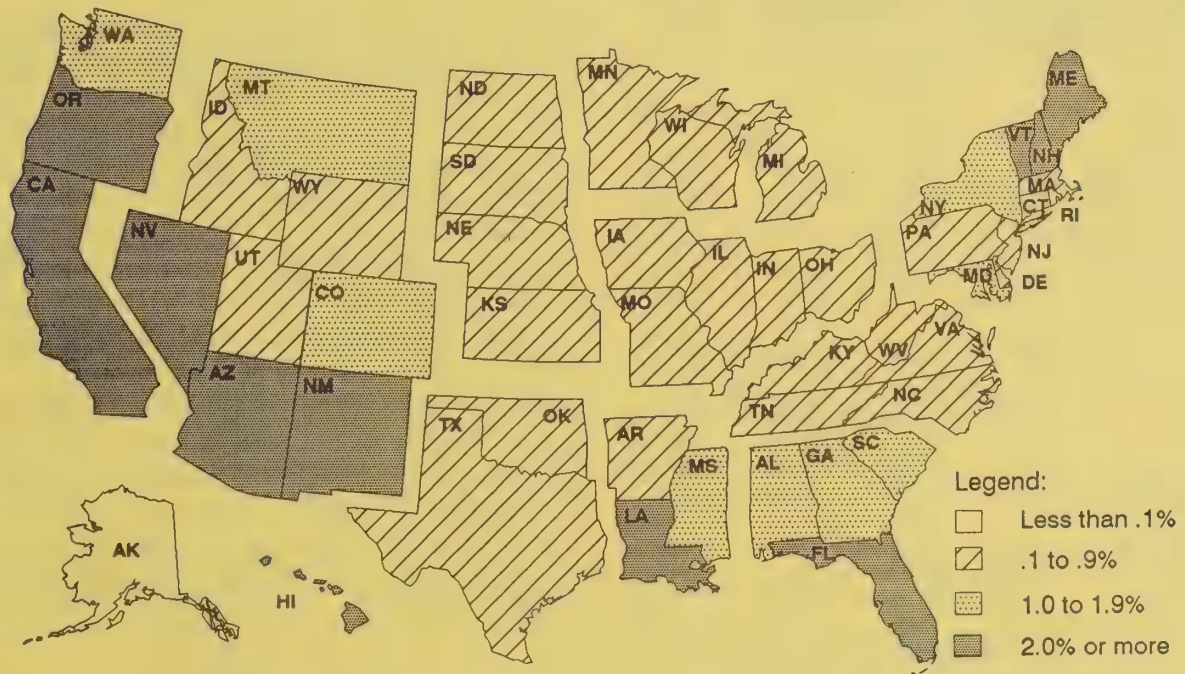 WA
MT
ND
MN
ME
OR
ID
VT
NH
WI
MI
SD
MA
CA
WY
NY
CT
RI
NE
IA
PA
NV
UT
IL
IN
OH
NJ
MD
DE
CO
KS
MO
VA
KY
WV
AZ
NM
TX
OK
TN
NC
AR
SC
MS
AL
GA
Legend:
LA
Less than .1%
AK
FL
.1 to .9%
HI
1.0 to 1.9%
2.0% or more